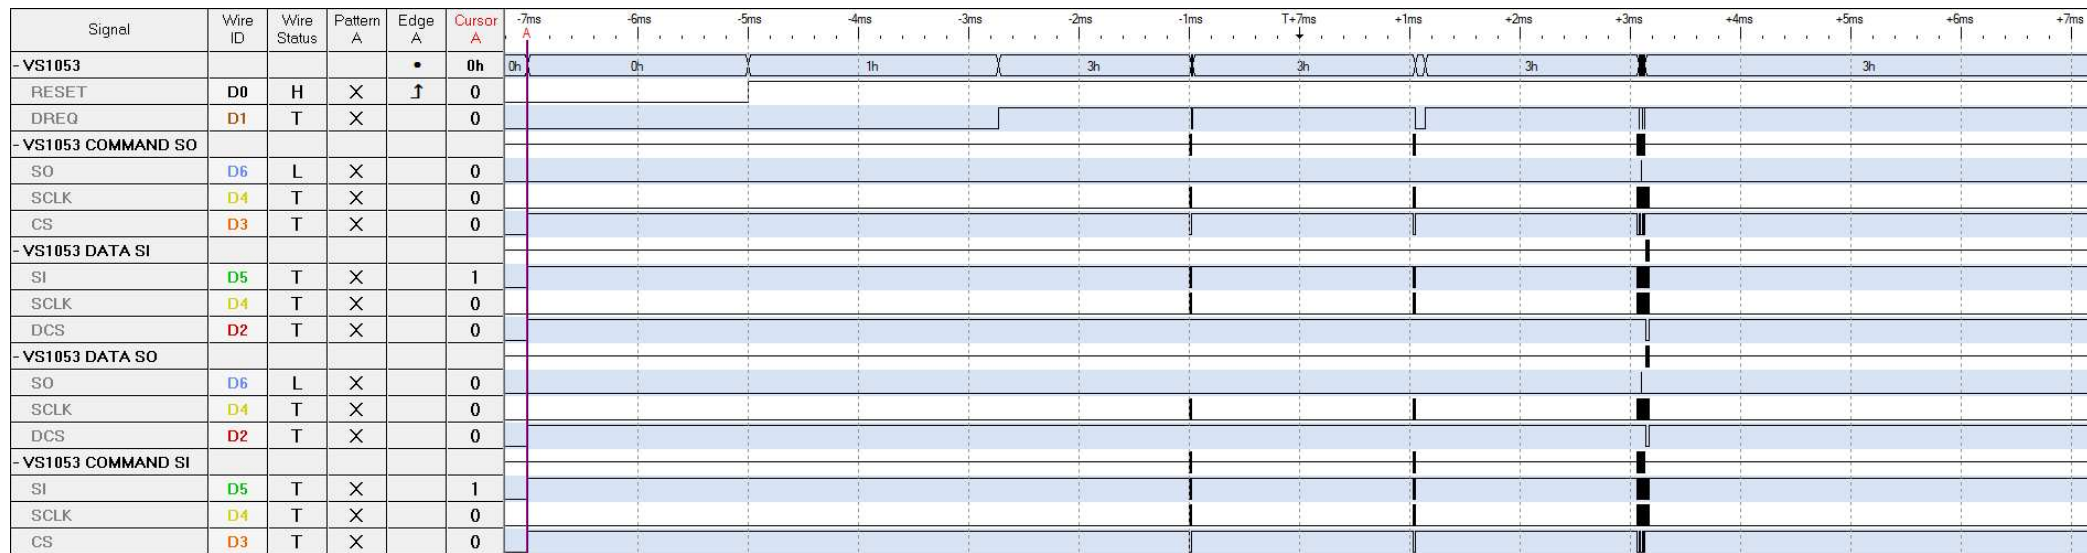 Signal Wire ID Wire Status Pattern A Edge A Cursor A -7ms -6ms -5ms -4ms -3ms -2ms -1ms T+7ms +1ms +2ms +3ms +4ms +5ms +6ms +7ms
A
- VS1053 • 0h 0h 0h 1h 3h 3h 3h 3h
RESET D0 H X ↥ 0
DREQ D1 T X 0
- VS1053 COMMAND SO
SO D6 L X 0
SCLK D4 T X 0
CS D3 T X 0
- VS1053 DATA SI
SI D5 T X 1
SCLK D4 T X 0
DCS D2 T X 0
- VS1053 DATA SO
SO D6 L X 0
SCLK D4 T X 0
DCS D2 T X 0
- VS1053 COMMAND SI
SI D5 T X 1
SCLK D4 T X 0
CS D3 T X 0